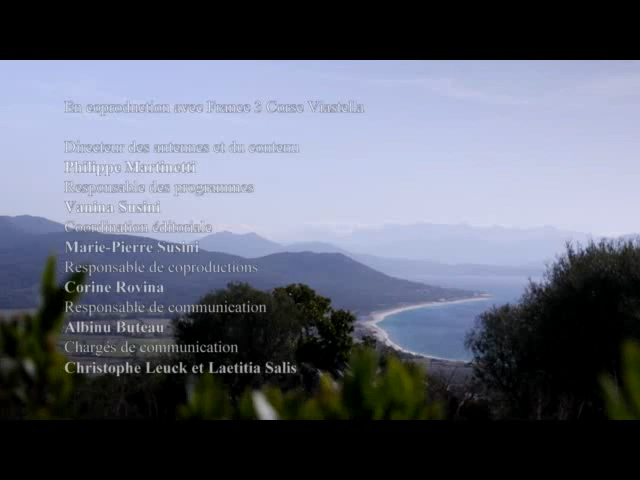 En coproduction avec France 3 Corse Viastella
Directeur des antennes et du contenu
Philippe Martinetti
Responsable des programmes
Vanina Susini
Coordination éditoriale
Marie-Pierre Susini
Responsable de coproductions
Corine Rovina
Responsable de communication
Albinu Buteau
Chargés de communication
Christophe Leuck et Laetitia Salis